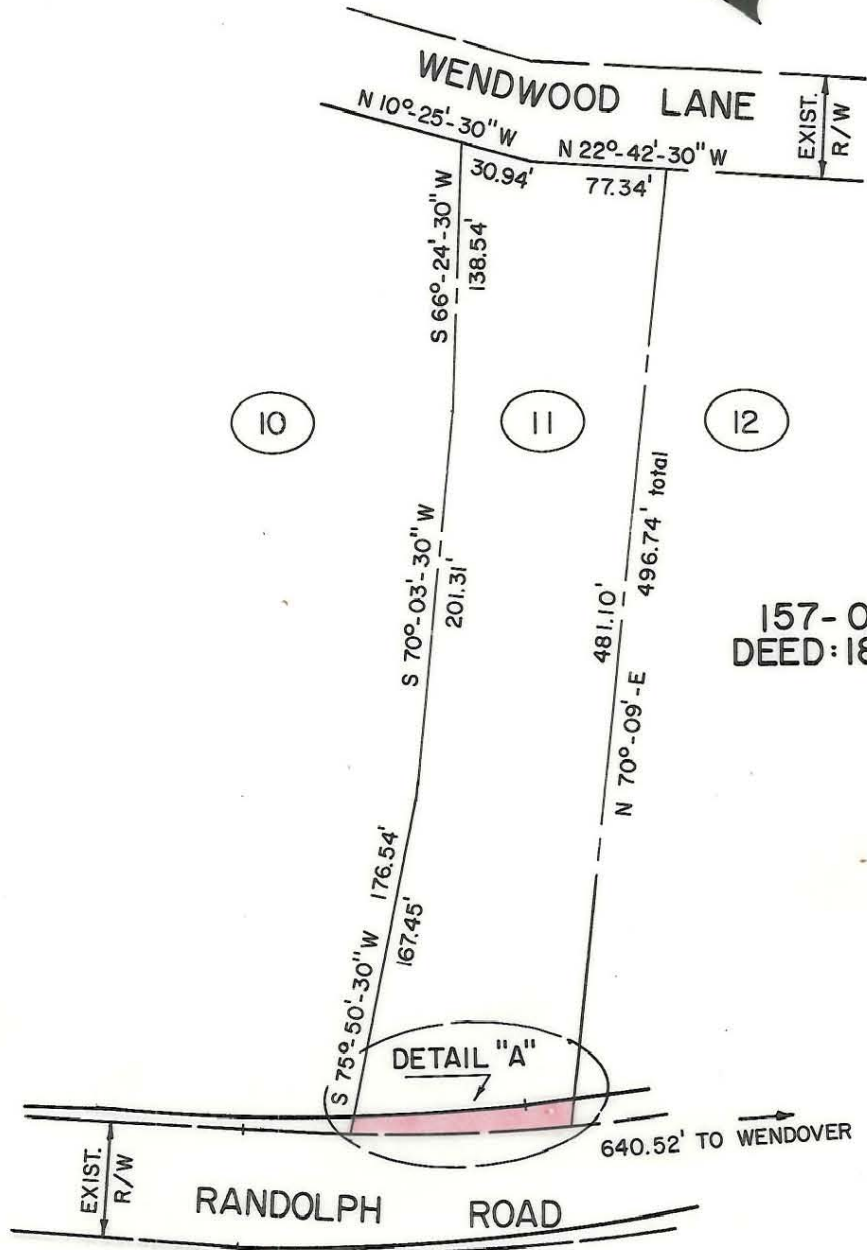 WENDWOOD LANE
EXIST.
R/W
N 10°-25'-30" W
N 22°-42'-30" W
30.94'
77.34'
S 66°-24'-30" W
138.54'
10
11
12
S 70°-03'-30" W
201.31'
481.10'
496.74' total
N 70°-09'-E
157-0
DEED: 18
S 75°-50'-30" W
176.54'
167.45'
DETAIL "A"
640.52' TO WENDOVER
EXIST.
R/W
RANDOLPH ROAD